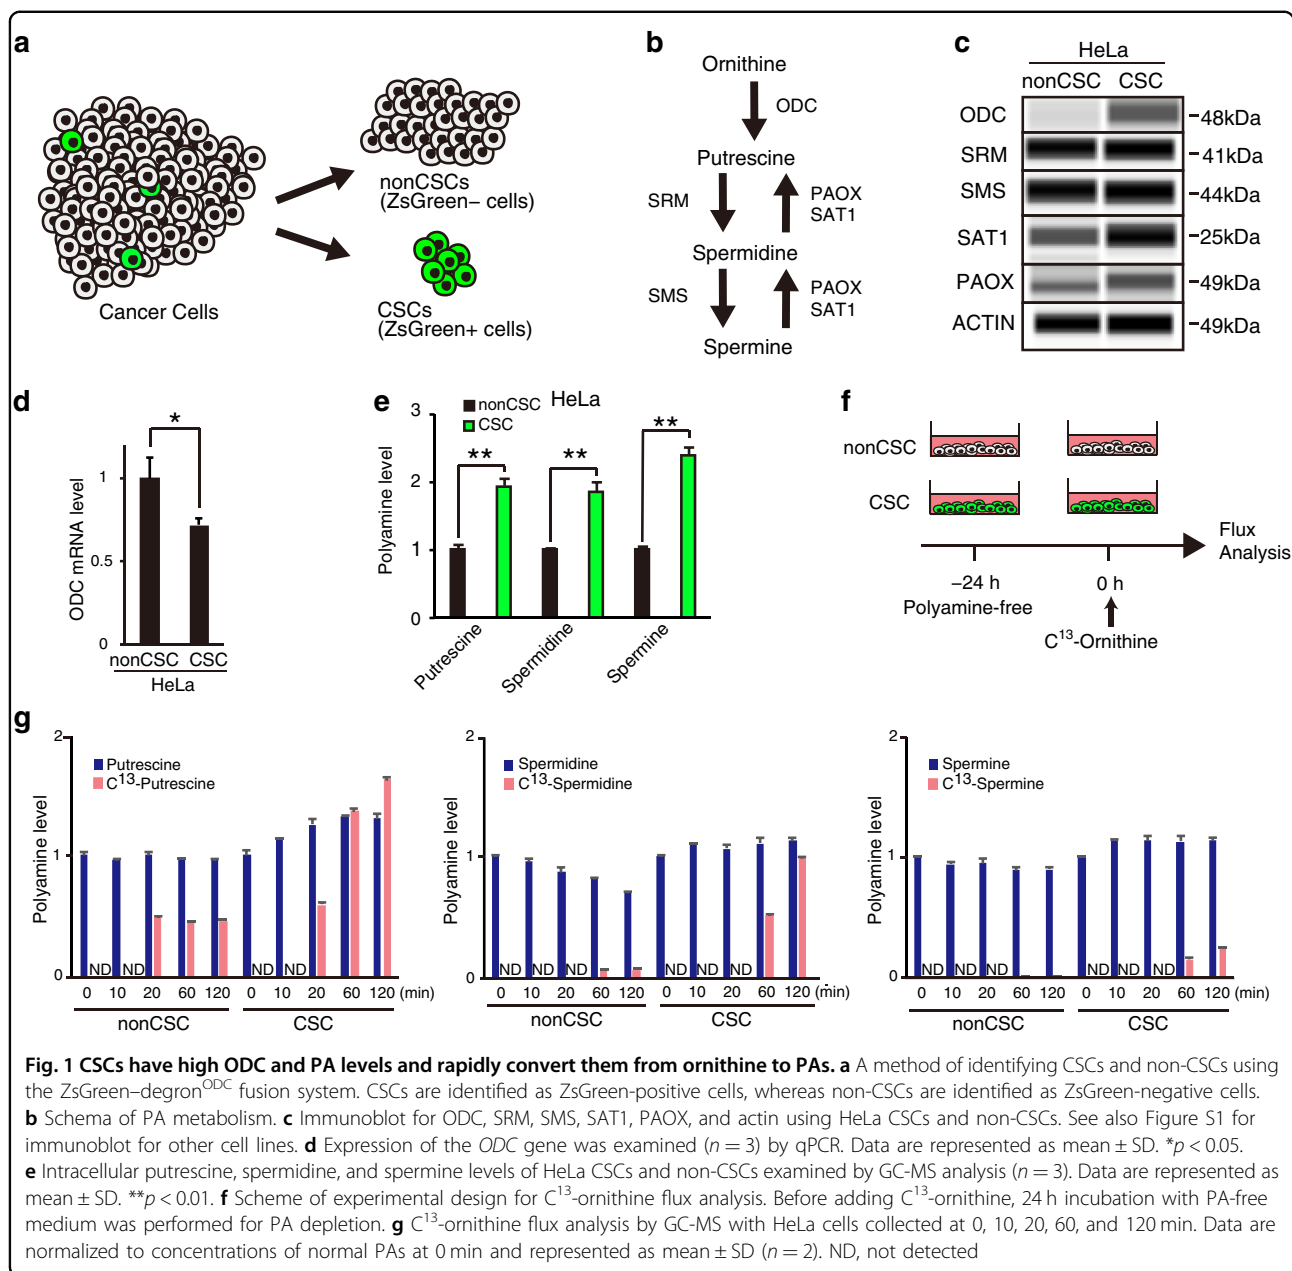 a
Cancer Cells
nonCSCs
(ZsGreen− cells)
CSCs
(ZsGreen+ cells)
b
Ornithine
ODC
Putrescine
SRM
PAOX
SAT1
Spermidine
SMS
PAOX
SAT1
Spermine
c
HeLa
nonCSC CSC
ODC −48kDa
SRM −41kDa
SMS −44kDa
SAT1 −25kDa
PAOX −49kDa
ACTIN −49kDa
d
ODC mRNA level
*
1
0.5
0
nonCSC CSC
HeLa
e
HeLa
nonCSC
CSC
Polyamine level
3
2
1
0
** ** **
Putrescine
Spermidine
Spermine
f
nonCSC
CSC
Flux
Analysis
−24 h
Polyamine-free
0 h
C13-Ornithine
g
Polyamine level
2
1
0
Putrescine
C13-Putrescine
ND ND ND ND
0 10 20 60 120 0 10 20 60 120 (min)
nonCSC CSC
Polyamine level
2
1
0
Spermidine
C13-Spermidine
ND ND ND ND ND ND
0 10 20 60 120 0 10 20 60 120 (min)
nonCSC CSC
Polyamine level
2
1
0
Spermine
C13-Spermine
ND ND ND ND ND ND
0 10 20 60 120 0 10 20 60 120 (min)
nonCSC CSC
Fig. 1 CSCs have high ODC and PA levels and rapidly convert them from ornithine to PAs. a A method of identifying CSCs and non-CSCs using
the ZsGreen–degronODC fusion system. CSCs are identified as ZsGreen-positive cells, whereas non-CSCs are identified as ZsGreen-negative cells.
b Schema of PA metabolism. c Immunoblot for ODC, SRM, SMS, SAT1, PAOX, and actin using HeLa CSCs and non-CSCs. See also Figure S1 for
immunoblot for other cell lines. d Expression of the ODC gene was examined (n = 3) by qPCR. Data are represented as mean ± SD. *p < 0.05.
e Intracellular putrescine, spermidine, and spermine levels of HeLa CSCs and non-CSCs examined by GC-MS analysis (n = 3). Data are represented as
mean ± SD. **p < 0.01. f Scheme of experimental design for C13-ornithine flux analysis. Before adding C13-ornithine, 24 h incubation with PA-free
medium was performed for PA depletion. g C13-ornithine flux analysis by GC-MS with HeLa cells collected at 0, 10, 20, 60, and 120 min. Data are
normalized to concentrations of normal PAs at 0 min and represented as mean ± SD (n = 2). ND, not detected